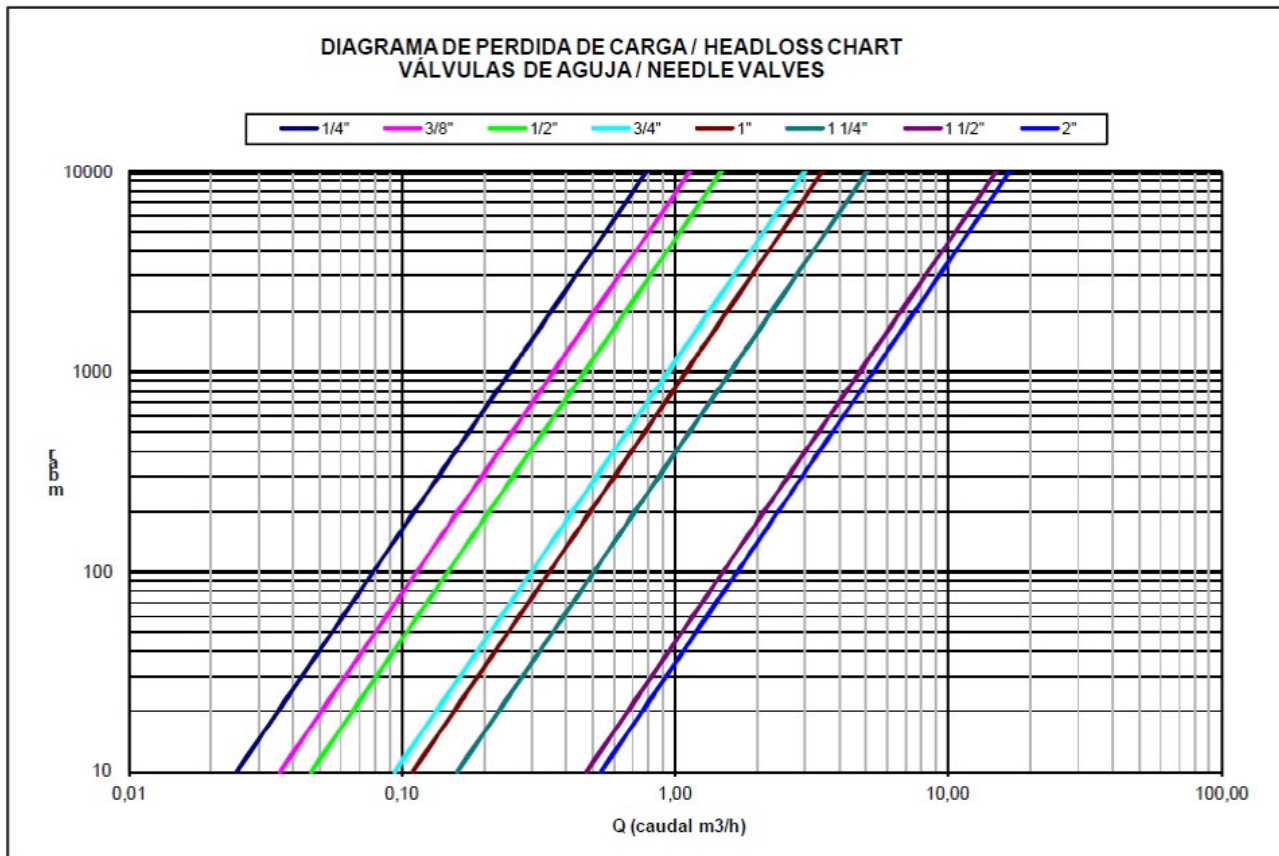 DIAGRAMA DE PERDIDA DE CARGA / HEADLOSS CHART
VÁLVULAS DE AGUJA / NEEDLE VALVES
1/4" 3/8" 1/2" 3/4" 1" 1 1/4" 1 1/2" 2"
10000
1000
mbar
100
10
0,01 0,10 1,00 10,00 100,00
Q (caudal m3/h)